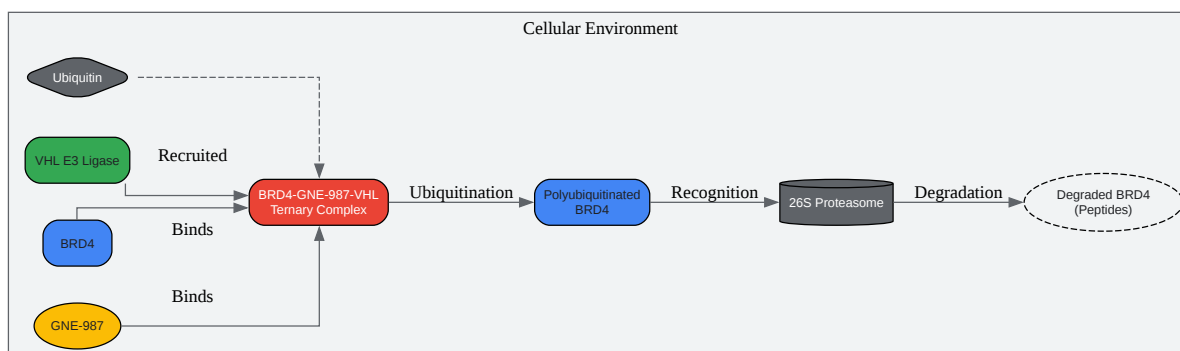 Cellular Environment
Ubiquitin
VHL E3 Ligase
Recruited
BRD4
Binds
GNE-987
Binds
BRD4-GNE-987-VHL
Ternary Complex
Ubiquitination
Polyubiquitinated
BRD4
Recognition
26S Proteasome
Degradation
Degraded BRD4
(Peptides)